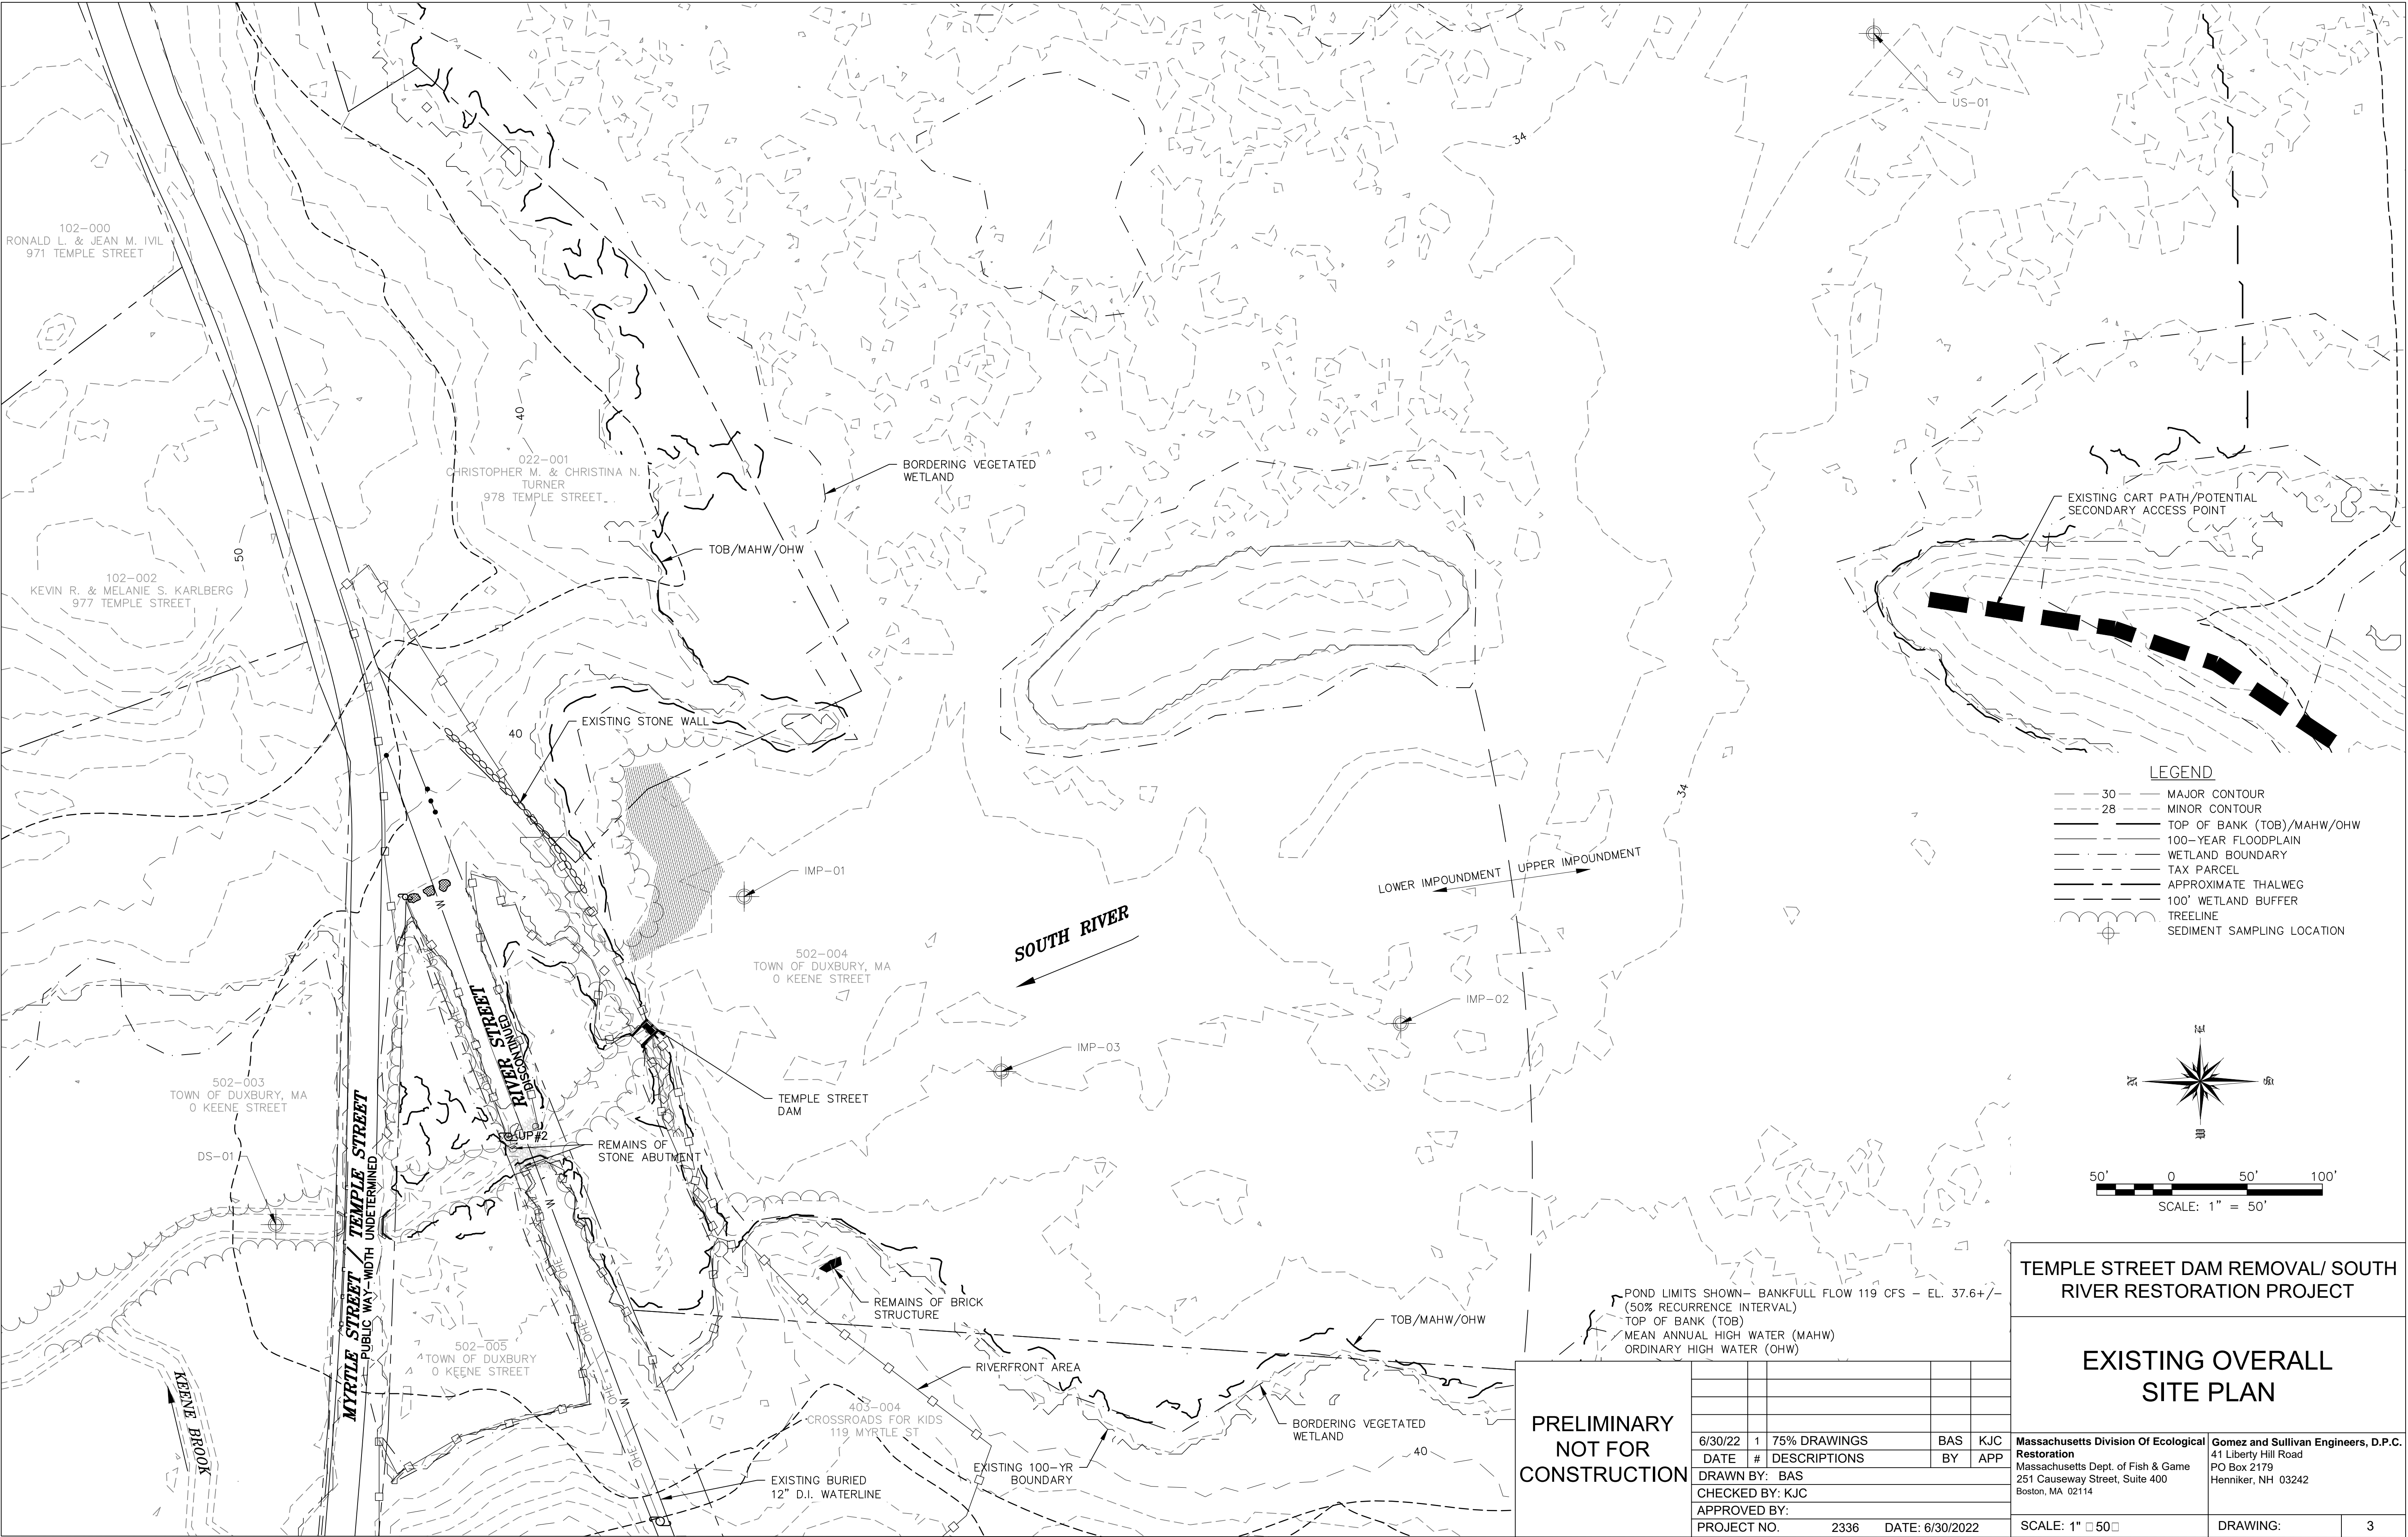 US-01
34
102-000
RONALD L. & JEAN M. IVIL
971 TEMPLE STREET
40
022-001
CHRISTOPHER M. & CHRISTINA N.
TURNER
978 TEMPLE STREET
BORDERING VEGETATED
WETLAND
EXISTING CART PATH/POTENTIAL
SECONDARY ACCESS POINT
50
TOB/MAHW/OHW
102-002
KEVIN R. & MELANIE S. KARLBERG
977 TEMPLE STREET
EXISTING STONE WALL
40
34
LEGEND
30 MAJOR CONTOUR
28 MINOR CONTOUR
TOP OF BANK (TOB)/MAHW/OHW
100-YEAR FLOODPLAIN
WETLAND BOUNDARY
TAX PARCEL
APPROXIMATE THALWEG
100' WETLAND BUFFER
TREELINE
SEDIMENT SAMPLING LOCATION
IMP-01
LOWER IMPOUNDMENT
UPPER IMPOUNDMENT
W
SOUTH RIVER
502-004
TOWN OF DUXBURY, MA
0 KEENE STREET
IMP-02
IMP-03
RIVER STREET
DISCONTINUED
502-003
TOWN OF DUXBURY, MA
0 KEENE STREET
TEMPLE STREET
DAM
E
N
S
W
UP#2
REMAINS OF
STONE ABUTMENT
DS-01
MYRTLE STREET / TEMPLE STREET
PUBLIC WAY-WIDTH UNDETERMINED
W
OHE
OHE
OHE
W
OHE
50' 0 50' 100'
SCALE: 1" = 50'
REMAINS OF BRICK
STRUCTURE
POND LIMITS SHOWN- BANKFULL FLOW 119 CFS - EL. 37.6+/-
(50% RECURRENCE INTERVAL)
TOP OF BANK (TOB)
MEAN ANNUAL HIGH WATER (MAHW)
ORDINARY HIGH WATER (OHW)
TOB/MAHW/OHW
502-005
TOWN OF DUXBURY
0 KEENE STREET
RIVERFRONT AREA
KEENE BROOK
403-004
CROSSROADS FOR KIDS
119 MYRTLE ST
BORDERING VEGETATED
WETLAND
40
EXISTING 100-YR
BOUNDARY
EXISTING BURIED
12" D.I. WATERLINE
PRELIMINARY
NOT FOR
CONSTRUCTION
6/30/22 1 75% DRAWINGS BAS KJC
DATE # DESCRIPTIONS BY APP
DRAWN BY: BAS
CHECKED BY: KJC
APPROVED BY:
PROJECT NO. 2336 DATE: 6/30/2022
TEMPLE STREET DAM REMOVAL/ SOUTH
RIVER RESTORATION PROJECT
EXISTING OVERALL
SITE PLAN
Massachusetts Division Of Ecological
Restoration
Massachusetts Dept. of Fish & Game
251 Causeway Street, Suite 400
Boston, MA 02114
Gomez and Sullivan Engineers, D.P.C.
41 Liberty Hill Road
PO Box 2179
Henniker, NH 03242
SCALE: 1" □50□
DRAWING: 3